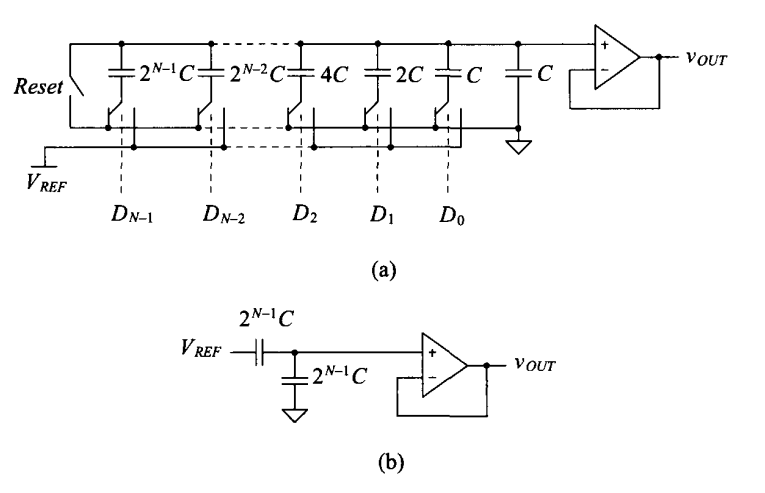 Reset 2^{N-1}C 2^{N-2}C 4C 2C C C + − v_{OUT}
V_{REF}
D_{N-1} D_{N-2} D_2 D_1 D_0
(a)
2^{N-1}C
V_{REF} + − v_{OUT}
2^{N-1}C
(b)